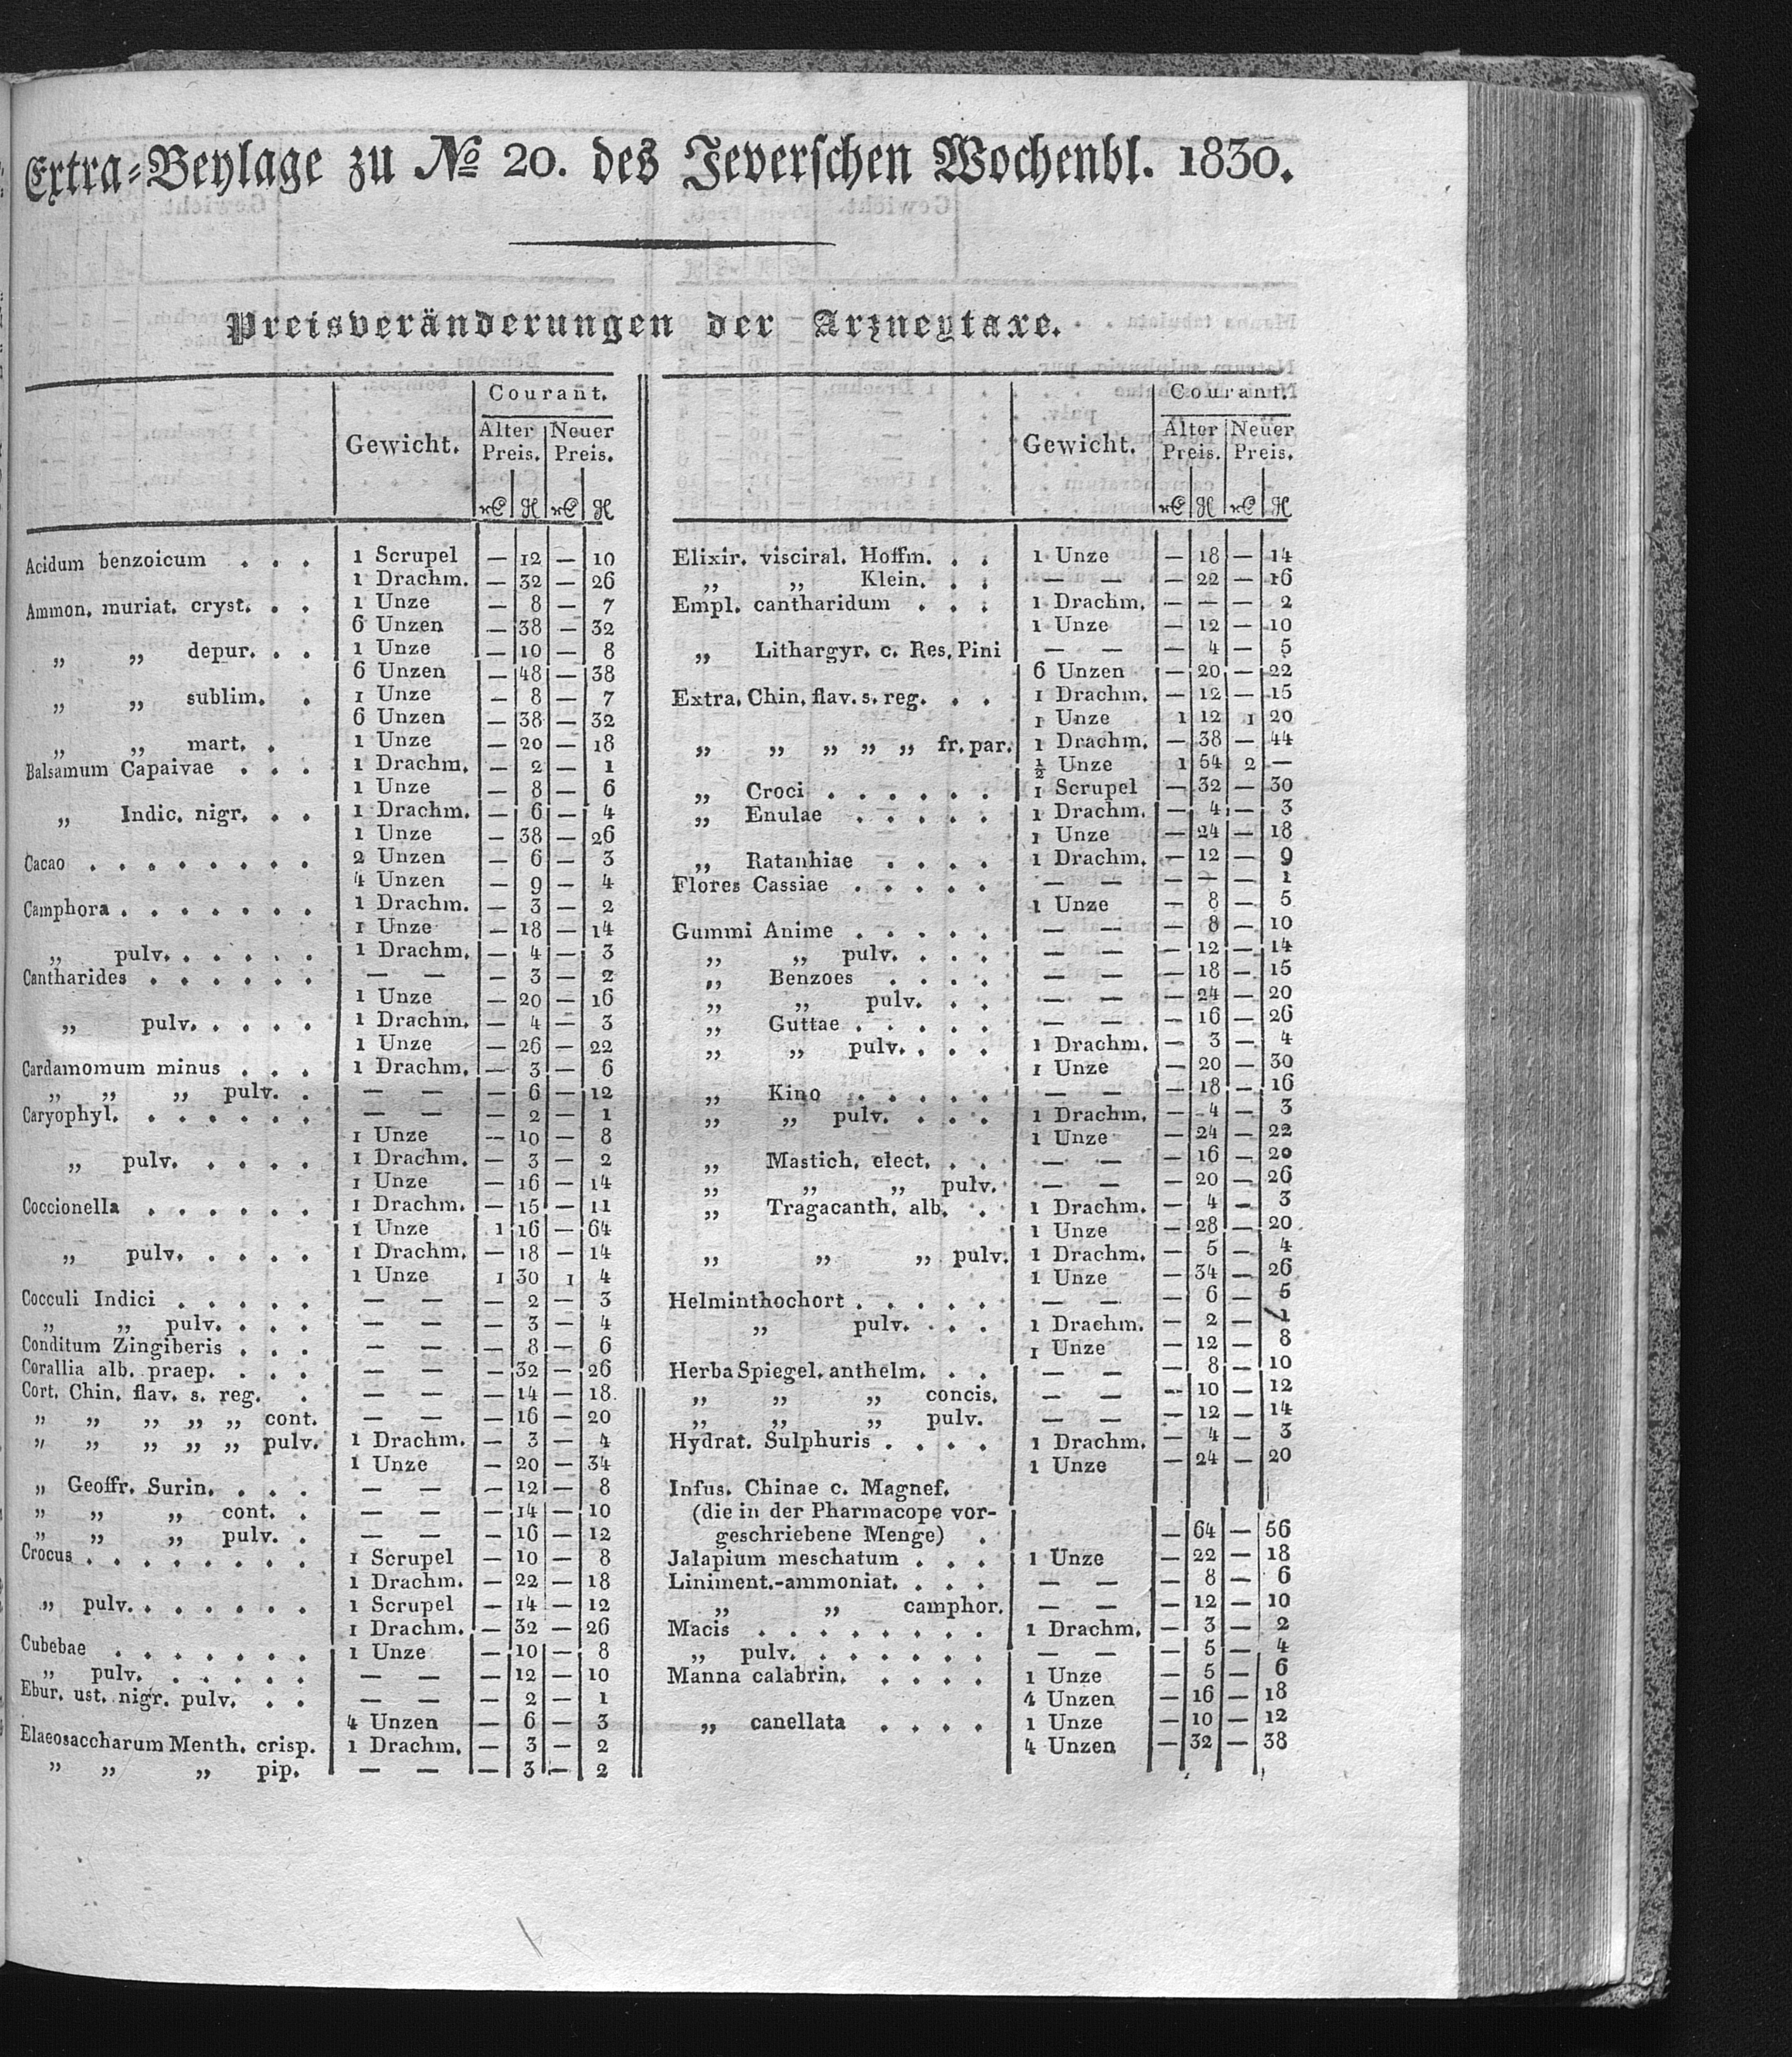 Extra-Beylage zu No 20. des Jeverschen Wochenbl. 1830.
Preisveränderungen der Arzneytaxe.
Gewicht. Courant.
Alter Preis. Neuer Preis.
Acidum benzoicum . . . 1 Scrupel — 12 — 10
1 Drachm. — 32 — 26
Ammon. muriat. cryst. . . 1 Unze — 8 — 7
6 Unzen — 38 — 32
„ „ depur. . . 1 Unze — 10 — 8
6 Unzen — 48 — 38
„ „ sublim. . 1 Unze — 8 — 7
6 Unzen — 38 — 32
„ „ mart. . 1 Unze — 20 — 18
Balsamum Capaivae . . . 1 Drachm. — 2 — 1
1 Unze — 8 — 6
„ Indic. nigr. . . 1 Drachm. — 6 — 4
1 Unze — 38 — 26
Cacao . . . . . . . . 2 Unzen — 6 — 3
4 Unzen — 9 — 4
Camphora . . . . . . . 1 Drachm. — 3 — 2
1 Unze — 18 — 14
„ pulv. . . . . . 1 Drachm. — 4 — 3
Cantharides . . . . . . — — — 3 — 2
1 Unze — 20 — 16
„ pulv. . . . . 1 Drachm. — 4 — 3
1 Unze — 26 — 22
Cardamomum minus . . . 1 Drachm. — 3 — 6
„ „ „ pulv. . — — — 6 — 12
Caryophyl. . . . . . . — — — 2 — 1
1 Unze — 10 — 8
„ pulv. . . . . 1 Drachm. — 3 — 2
1 Unze — 16 — 14
Coccionella . . . . . . 1 Drachm. — 15 — 11
1 Unze 1 16 — 64
„ pulv. . . . . 1 Drachm. — 18 — 14
1 Unze 1 30 1 4
Cocculi Indici . . . . . — — — 2 — 3
„ „ pulv. . . . — — — 3 — 4
Conditum Zingiberis . . . — — — 8 — 6
Corallia alb. praep. . . . — — — 32 — 26
Cort. Chin. flav. s. reg. . — — — 14 — 18
„ „ „ „ „ cont. — — — 16 — 20
„ „ „ „ „ pulv. 1 Drachm. — 3 — 4
1 Unze — 20 — 34
„ Geoffr. Surin. . . . — — — 12 — 8
„ „ „ cont. . — — — 14 — 10
„ „ „ pulv. . — — — 16 — 12
Crocus . . . . . . . . 1 Scrupel — 10 — 8
1 Drachm. — 22 — 18
„ pulv. . . . . . . 1 Scrupel — 14 — 12
1 Drachm. — 32 — 26
Cubebae . . . . . . . 1 Unze — 10 — 8
„ pulv. . . . . . — — — 12 — 10
Ebur. ust. nigr. pulv. . . — — — 2 — 1
4 Unzen — 6 — 3
Elaeosaccharum Menth. crisp. 1 Drachm. — 3 — 2
„ „ „ pip. — — — 3 — 2
Gewicht. Courant.
Alter Preis. Neuer Preis.
Elixir. visciral. Hoffm. . . 1 Unze — 18 — 14
„ „ Klein. . . — — — 22 — 16
Empl. cantharidum . . . 1 Drachm. — — — 2
1 Unze — 12 — 10
„ Lithargyr. c. Res. Pini — — — 4 — 5
6 Unzen — 20 — 22
Extra. Chin. flav. s. reg. . . 1 Drachm. — 12 — 15
1 Unze 1 12 1 20
„ „ „ „ „ fr. par. 1 Drachm. — 38 — 44
½ Unze 1 54 2 —
„ Croci . . . . . . 1 Scrupel — 32 — 30
„ Enulae . . . . . 1 Drachm. — 4 — 3
1 Unze — 24 — 18
„ Ratanhiae . . . . 1 Drachm. — 12 — 9
Flores Cassiae . . . . . — — — — — 1
1 Unze — 8 — 5
Gummi Anime . . . . . — — — 8 — 10
„ „ pulv. . . . — — — 12 — 14
„ Benzoes . . . . — — — 18 — 15
„ „ pulv. . . — — — 24 — 20
„ Guttae . . . . . — — — 16 — 26
„ „ pulv. . . . 1 Drachm. — 3 — 4
1 Unze — 20 — 30
„ Kino . . . . . — — — 18 — 16
„ „ pulv. . . . 1 Drachm. — 4 — 3
1 Unze — 24 — 22
„ Mastich. elect. . . — — — 16 — 20
„ „ „ pulv. — — — 20 — 26
„ Tragacanth. alb. . 1 Drachm. — 4 — 3
1 Unze — 28 — 20
„ „ „ pulv. 1 Drachm. — 5 — 4
1 Unze — 34 — 26
Helminthochort . . . . . — — — 6 — 5
„ pulv. . . . 1 Drachm. — 2 — 1
1 Unze — 12 — 8
Herba Spiegel. anthelm. . . — — — 8 — 10
„ „ „ concis. — — — 10 — 12
„ „ „ pulv. — — — 12 — 14
Hydrat. Sulphuris . . . . 1 Drachm. — 4 — 3
1 Unze — 24 — 20
Infus. Chinae c. Magnef.
(die in der Pharmacope vor-
geschriebene Menge) . — 64 — 56
Jalapium meschatum . . . 1 Unze — 22 — 18
Liniment.-ammoniat. . . . — — — 8 — 6
„ „ camphor. — — — 12 — 10
Macis . . . . . . . . 1 Drachm. — 3 — 2
„ pulv. . . . . . . — — — 5 — 4
Manna calabrin. . . . . 1 Unze — 5 — 6
4 Unzen — 16 — 18
„ canellata . . . . 1 Unze — 10 — 12
4 Unzen — 32 — 38